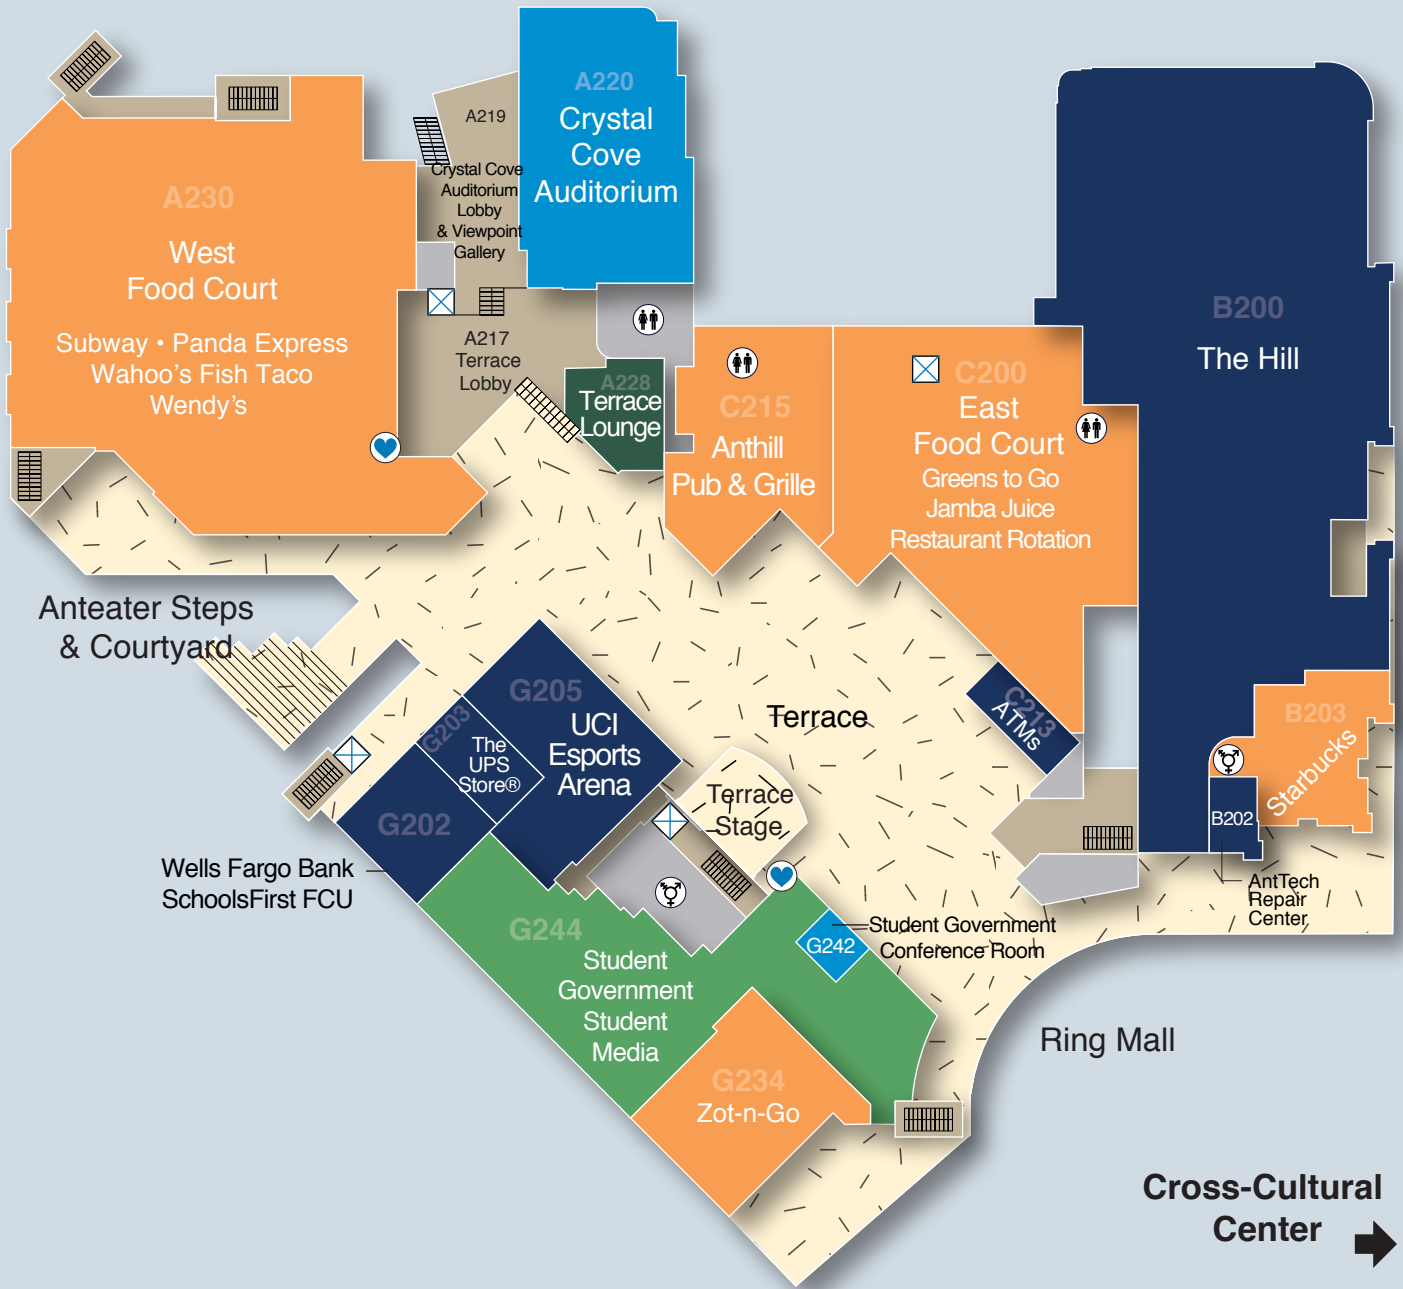 A220
Crystal
Cove
Auditorium
A219
Crystal Cove
Auditorium
Lobby
& Viewpoint
Gallery
A230
West
Food Court
Subway • Panda Express
Wahoo's Fish Taco
Wendy's
A217
Terrace
Lobby
A228
Terrace
Lounge
C215
Anthill
Pub & Grille
C200
East
Food Court
Greens to Go
Jamba Juice
Restaurant Rotation
B200
The Hill
Anteater Steps
& Courtyard
G205
UCI
Esports
Arena
G203
The
UPS
Store®
G202
Wells Fargo Bank
SchoolsFirst FCU
Terrace
Terrace
Stage
C213
ATMs
B203
Starbucks
B202
AntTech
Repair
Center
G244
Student
Government
Student
Media
G242
Student Government
Conference Room
G234
Zot-n-Go
Ring Mall
Cross-Cultural
Center